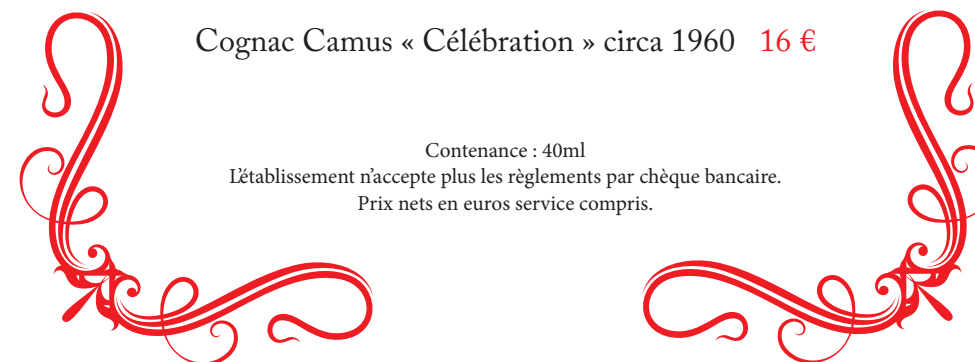 Cognac Camus « Célébration » circa 1960 16 €
Contenance : 40ml
L'établissement n'accepte plus les règlements par chèque bancaire.
Prix nets en euros service compris.